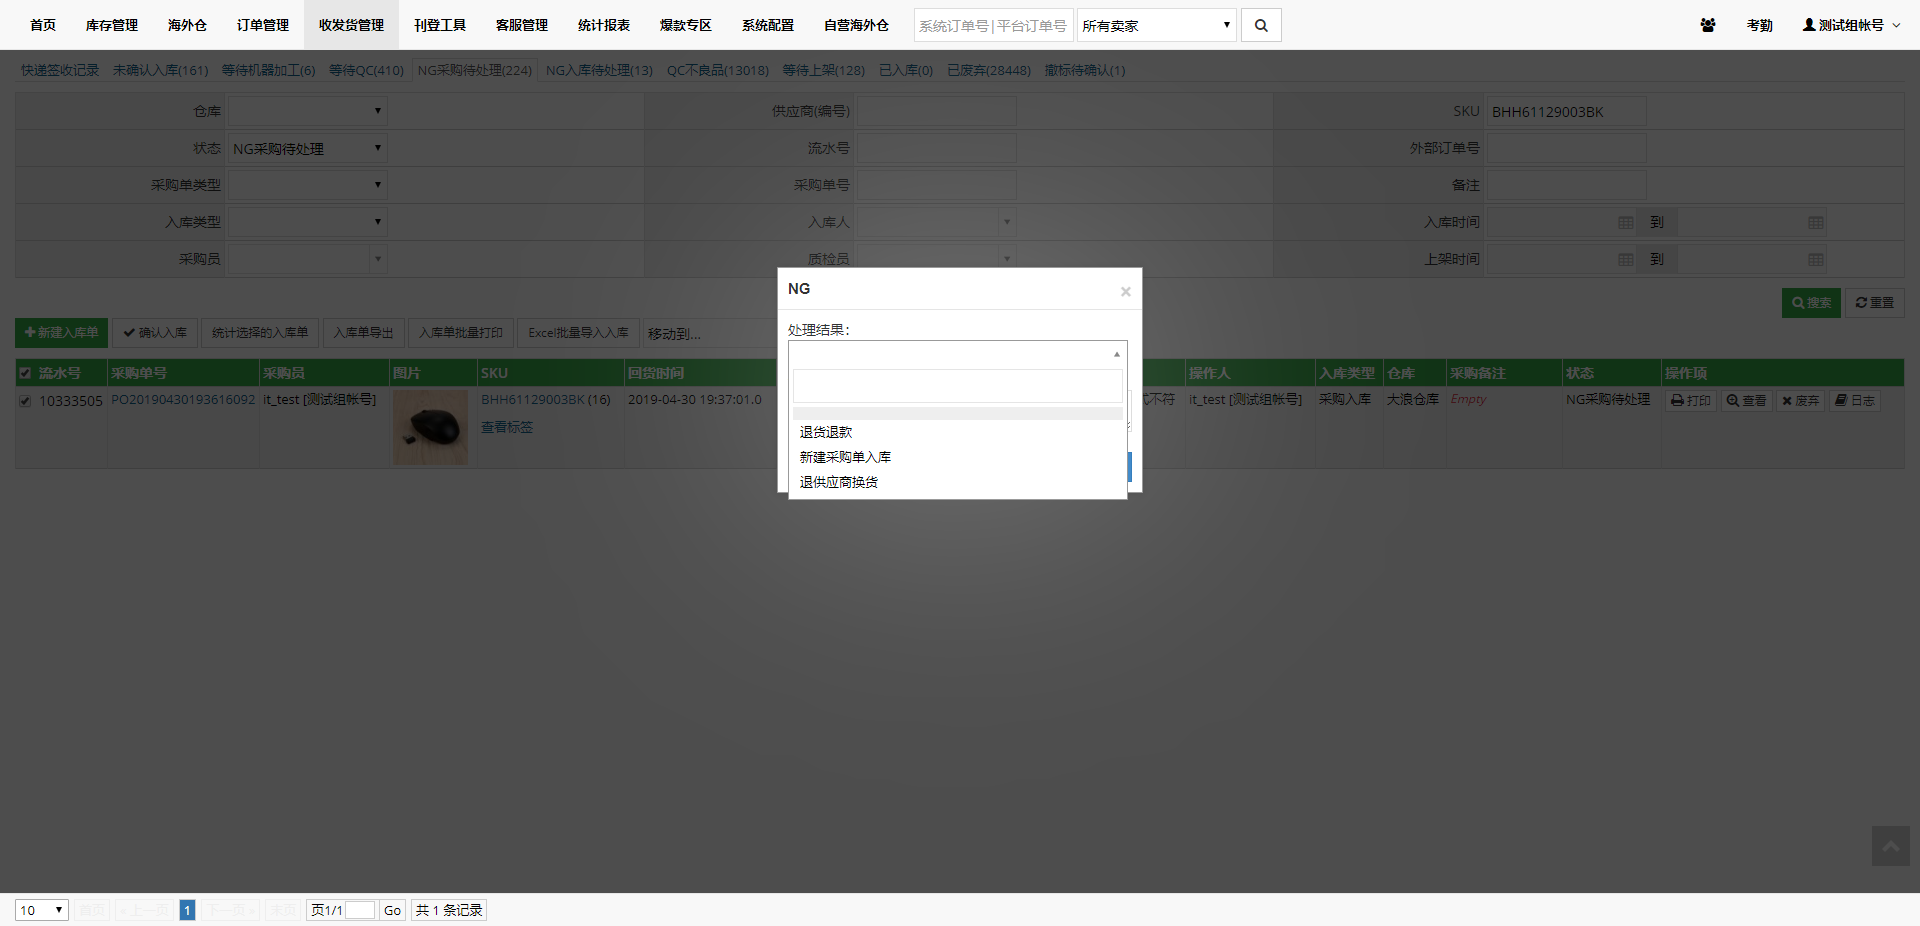 首页 库存管理 海外仓 订单管理 收发货管理 刊登工具 客服管理 统计报表 爆款专区 系统配置 自营海外仓 系统订单号|平台订单号 所有卖家 考勤 测试组帐号
快递签收记录 未确认入库(161) 等待机器加工(6) 等待QC(410) NG采购待处理(224) NG入库待处理(13) QC不良品(13018) 等待上架(128) 已入库(0) 已废弃(28448) 撤标待确认(1)
仓库 供应商(编号) SKU BHH61129003BK
状态 NG采购待处理 流水号 外部订单号
采购单类型 采购单号 备注
入库类型 入库人 入库时间 到
采购员 质检员 上架时间 到
搜索 重置
新建入库单 确认入库 统计选择的入库单 入库单导出 入库单批量打印 Excel批量导入入库 移动到...
流水号 采购单号 采购员 图片 SKU 回货时间 操作人 入库类型 仓库 采购备注 状态 操作项
10333505 PO20190430193616092 it_test [测试组帐号] BHH61129003BK (16) 2019-04-30 19:37:01.0 不符 it_test [测试组帐号] 采购入库 大浪仓库 Empty NG采购待处理 打印 查看 废弃 日志
查看标签
NG ×
处理结果：
退货退款
新建采购单入库
退供应商换货
10 首页 « 上一页 1 下一页 » 末页 页1/1 Go 共 1 条记录